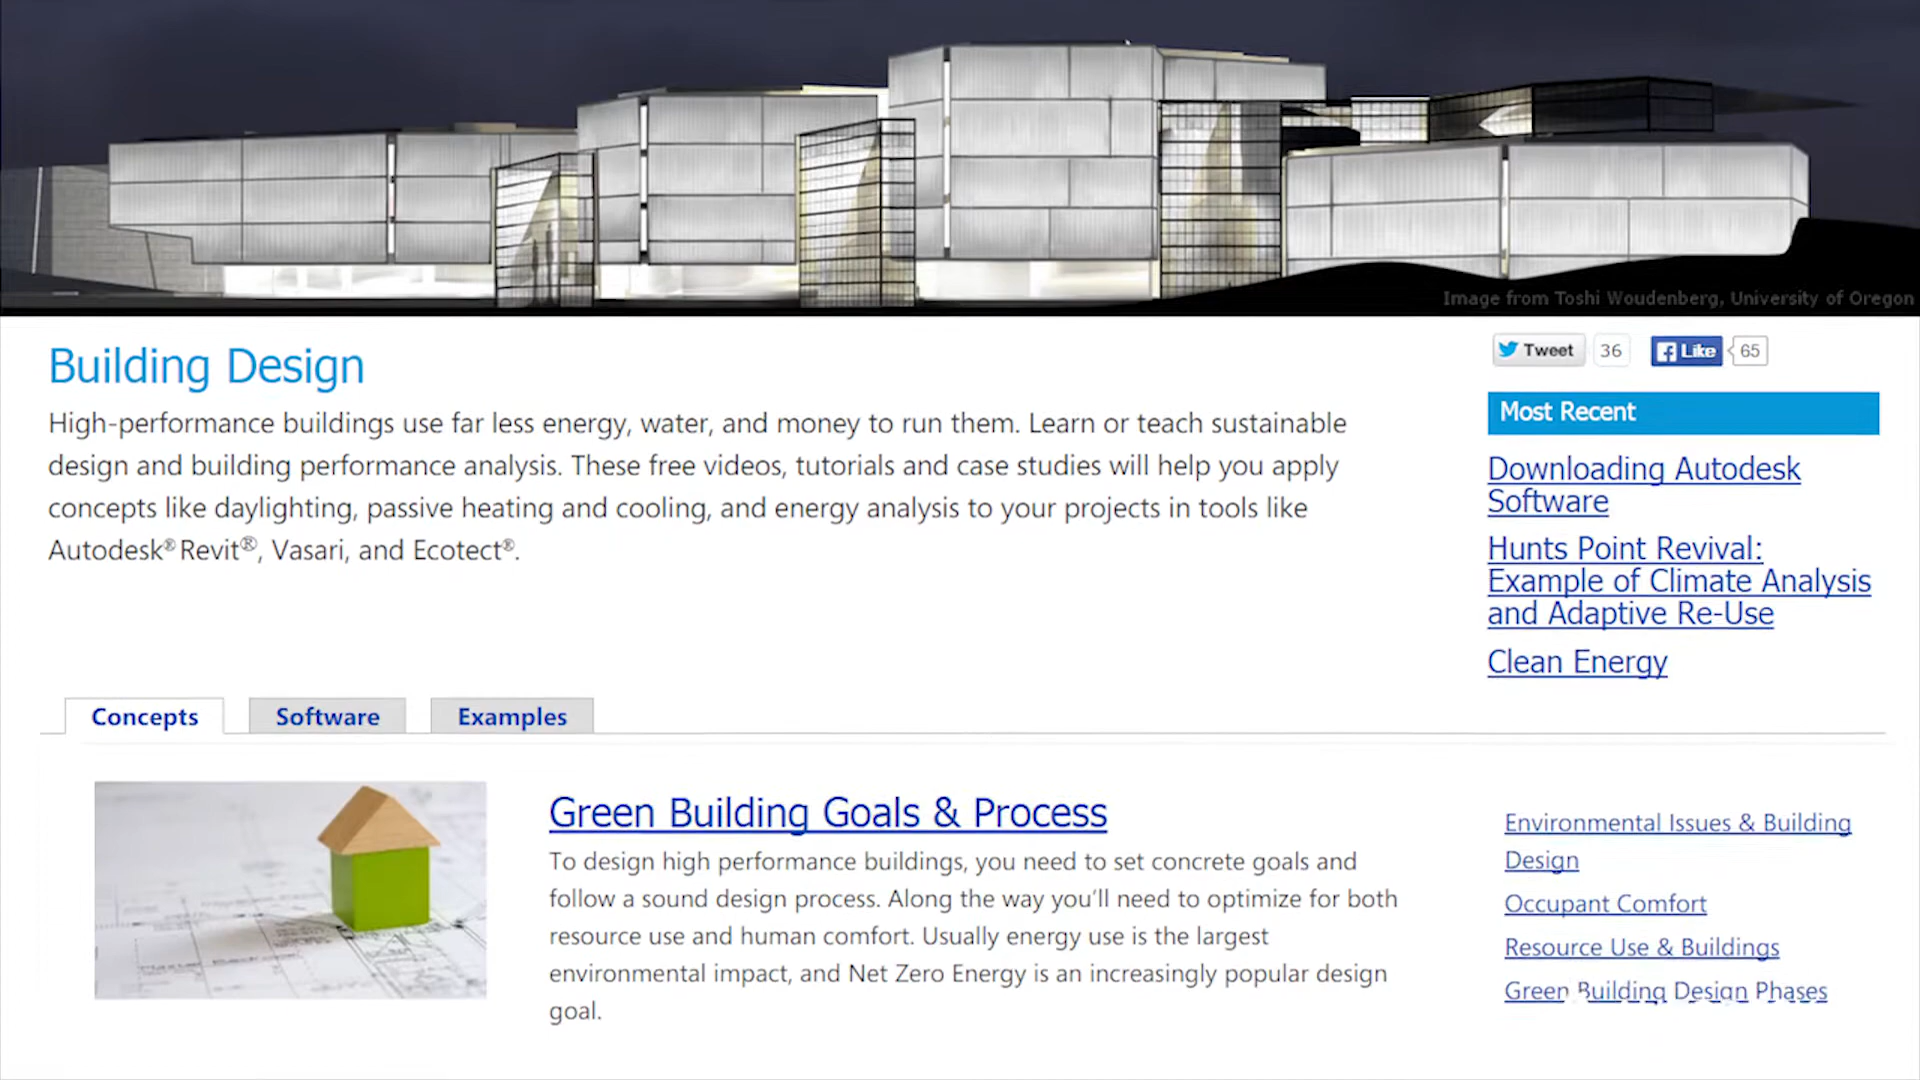 Image from Toshi Woudenberg, University of Oregon
Building Design
High-performance buildings use far less energy, water, and money to run them. Learn or teach sustainable
design and building performance analysis. These free videos, tutorials and case studies will help you apply
concepts like daylighting, passive heating and cooling, and energy analysis to your projects in tools like
Autodesk® Revit®, Vasari, and Ecotect®.
Tweet 36 Like 65
Most Recent
Downloading Autodesk
Software
Hunts Point Revival:
Example of Climate Analysis
and Adaptive Re-Use
Clean Energy
Concepts Software Examples
Green Building Goals & Process
To design high performance buildings, you need to set concrete goals and
follow a sound design process. Along the way you'll need to optimize for both
resource use and human comfort. Usually energy use is the largest
environmental impact, and Net Zero Energy is an increasingly popular design
goal.
Environmental Issues & Building
Design
Occupant Comfort
Resource Use & Buildings
Green Building Design Phases